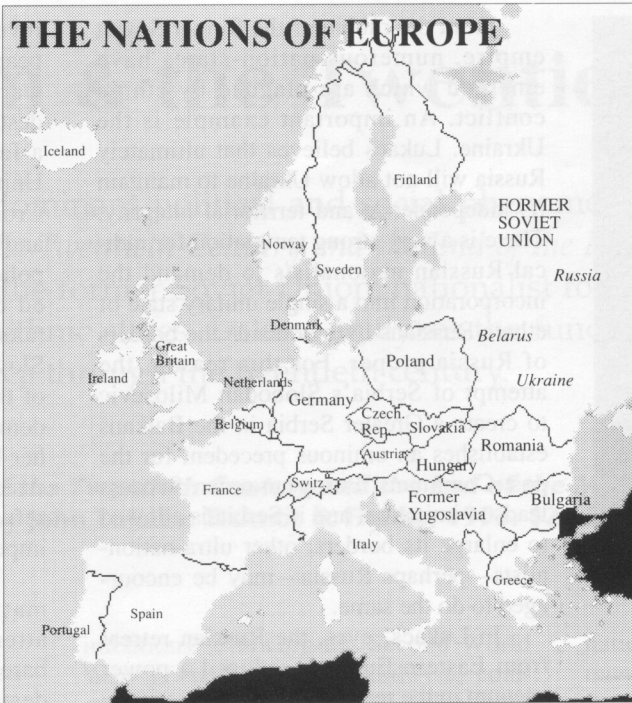 THE NATIONS OF EUROPE
Iceland
Finland
FORMER
SOVIET
UNION
Norway
Sweden
Russia
Denmark
Belarus
Great
Britain
Poland
Ireland
Netherlands
Ukraine
Germany
Czech.
Rep.
Slovakia
Belgium
Austria
Romania
Hungary
France
Switz.
Former
Yugoslavia
Bulgaria
Italy
Greece
Spain
Portugal